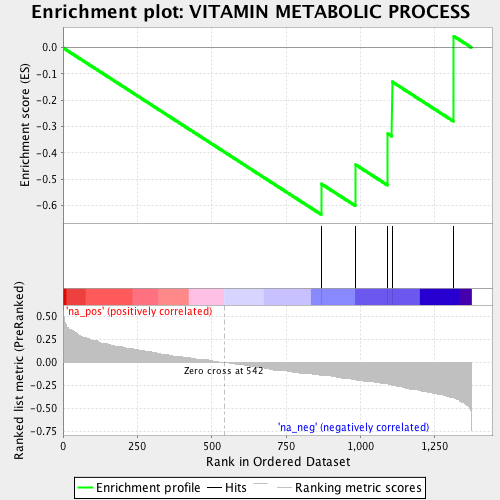 Enrichment plot: VITAMIN METABOLIC PROCESS
Enrichment score (ES)
0.0
-0.1
-0.2
-0.3
-0.4
-0.5
-0.6
'na_pos' (positively correlated)
Ranked list metric (PreRanked)
0.50
0.25
0.00
-0.25
-0.50
-0.75
Zero cross at 542
'na_neg' (negatively correlated)
0
250
500
750
1,000
1,250
Rank in Ordered Dataset
Enrichment profile
Hits
Ranking metric scores